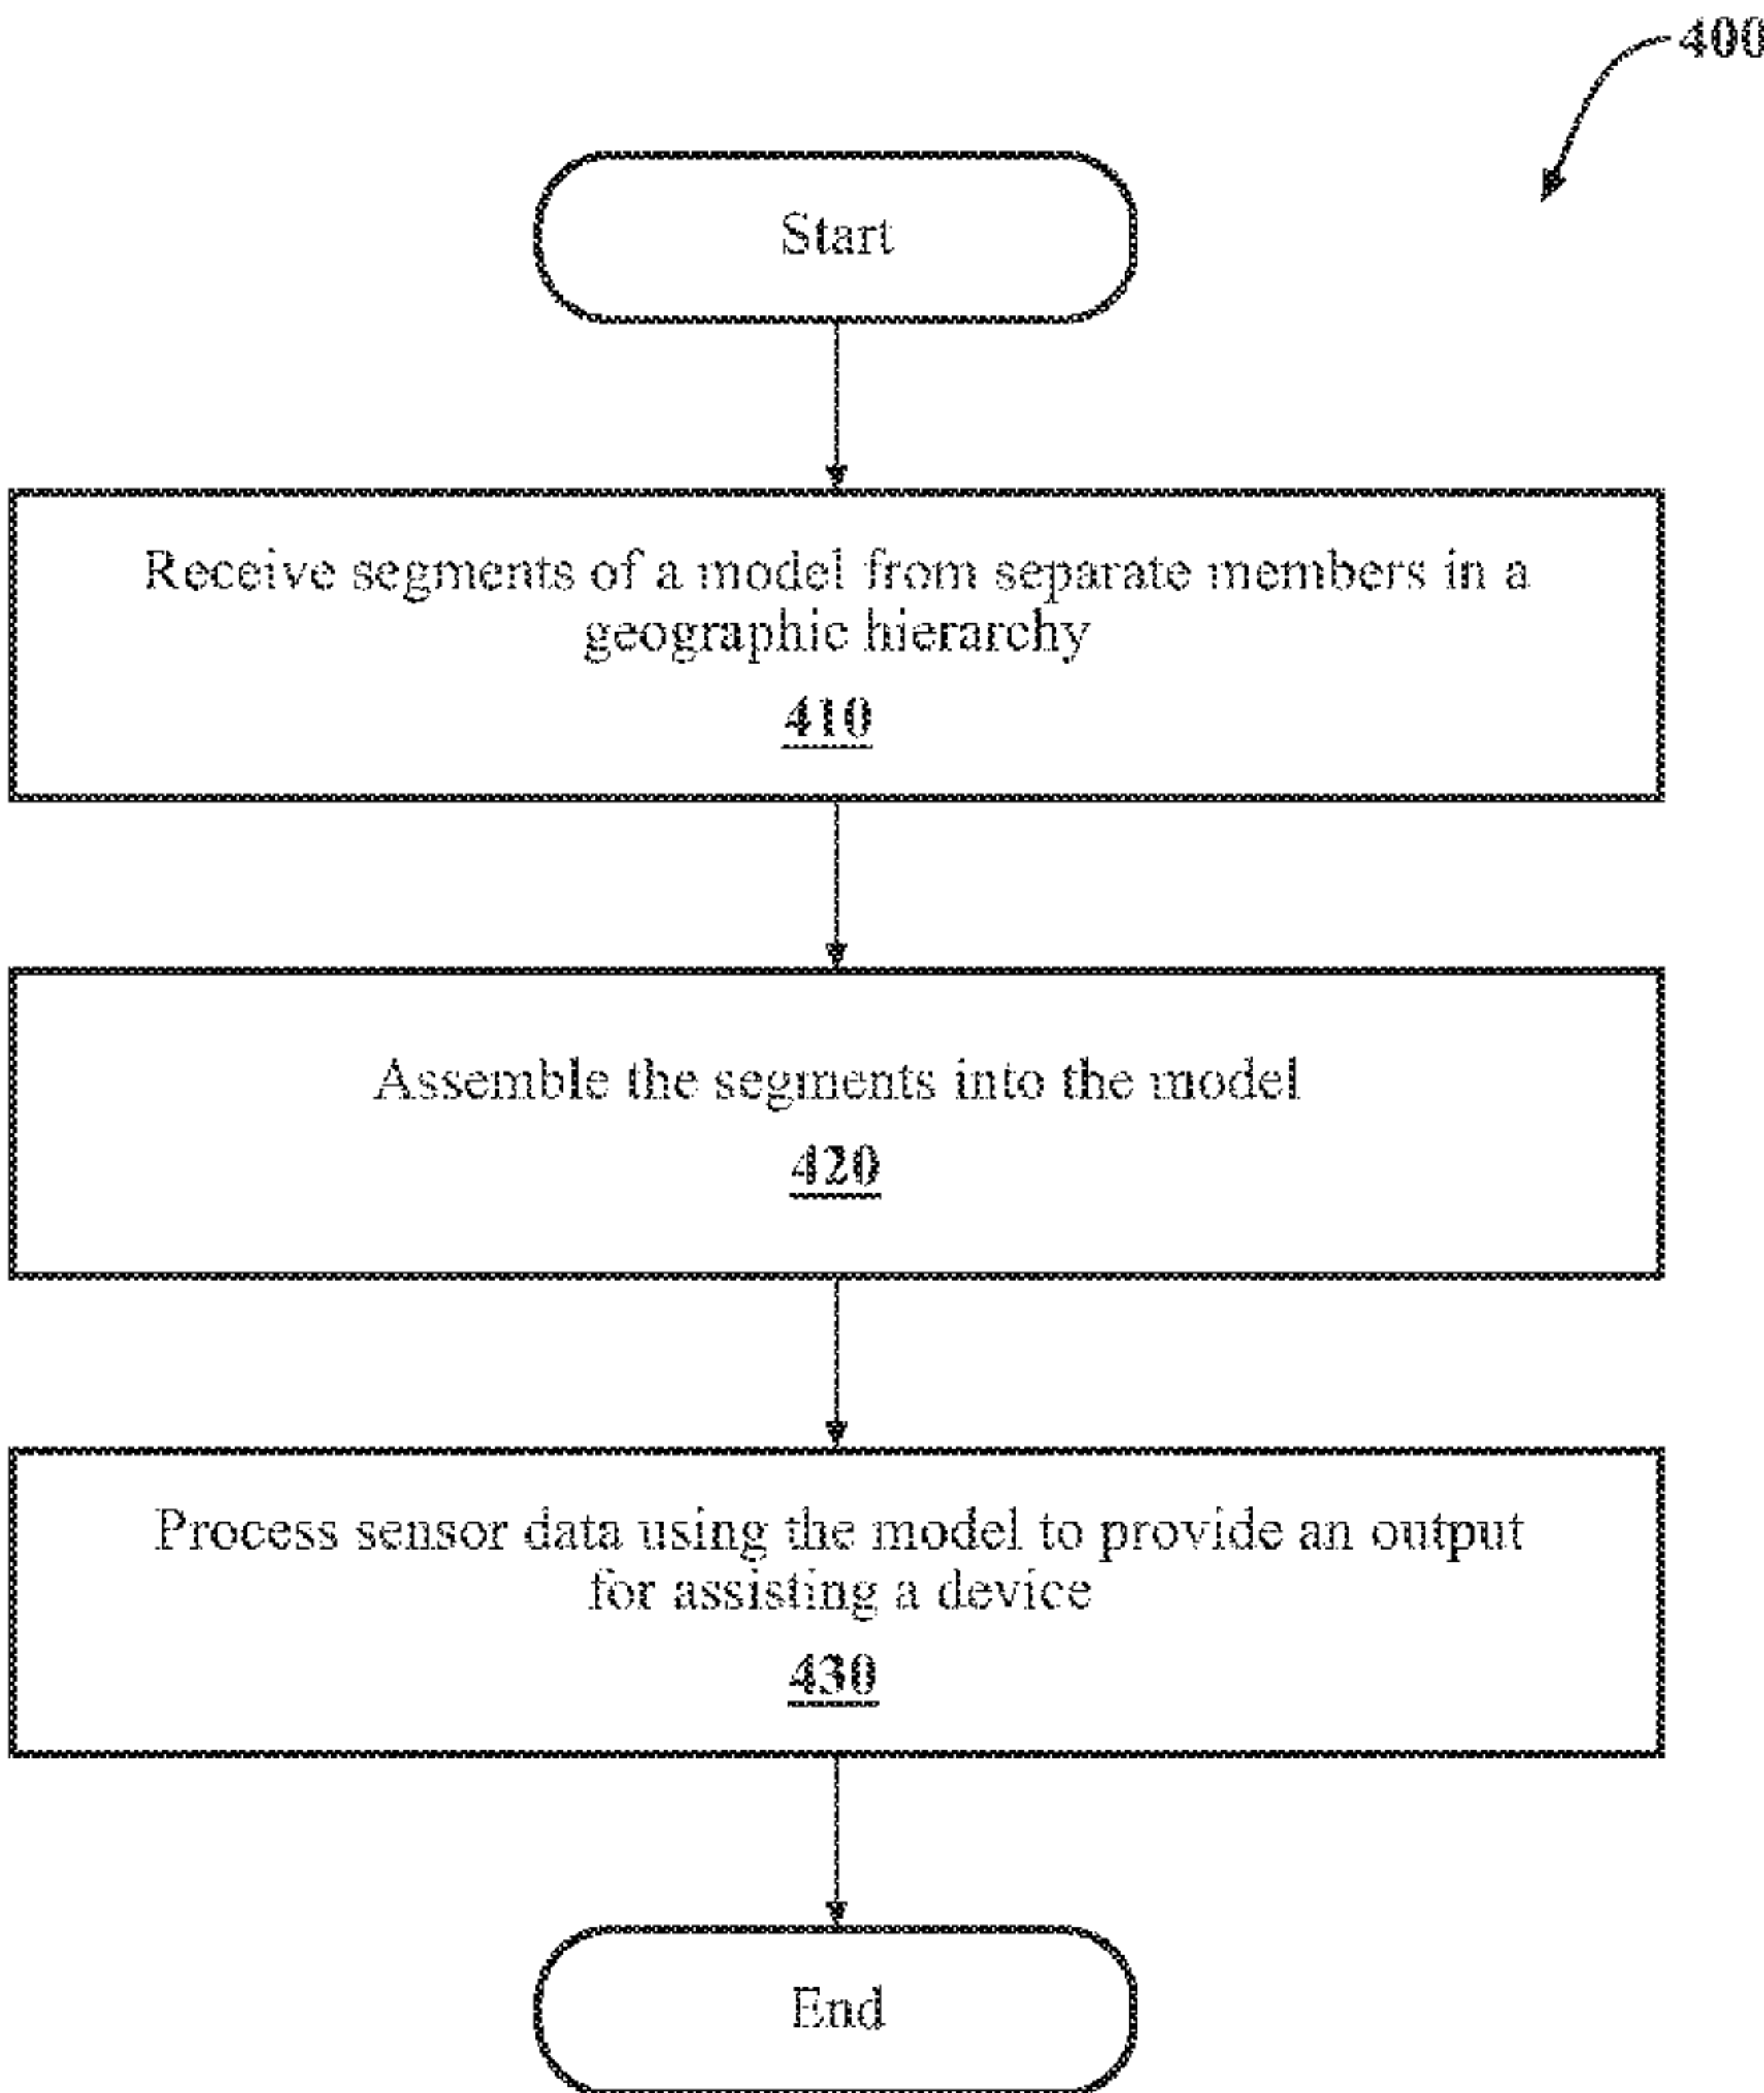 400
Start
Receive segments of a model from separate members in a
geographic hierarchy
410
Assemble the segments into the model
420
Process sensor data using the model to provide an output
for assisting a device
430
End